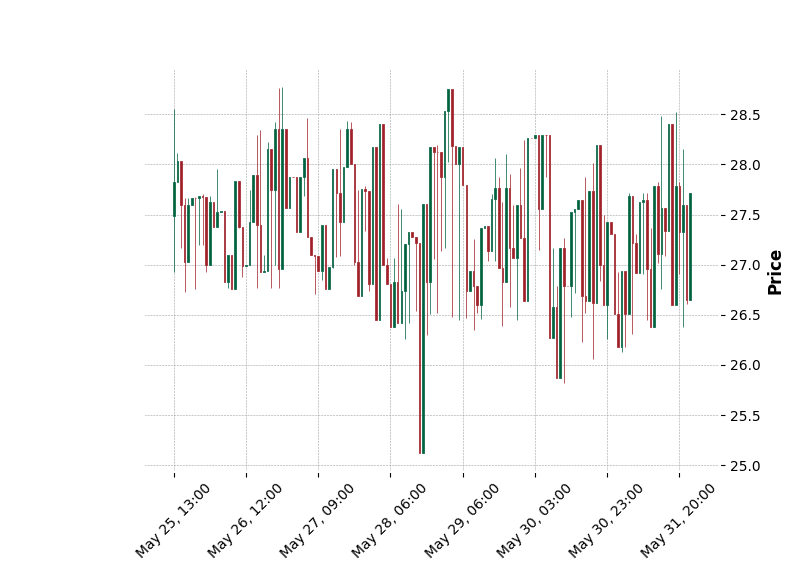 28.5
28.0
27.5
27.0
26.5
26.0
25.5
25.0
Price
May 25, 13:00
May 26, 12:00
May 27, 09:00
May 28, 06:00
May 29, 06:00
May 30, 03:00
May 30, 23:00
May 31, 20:00